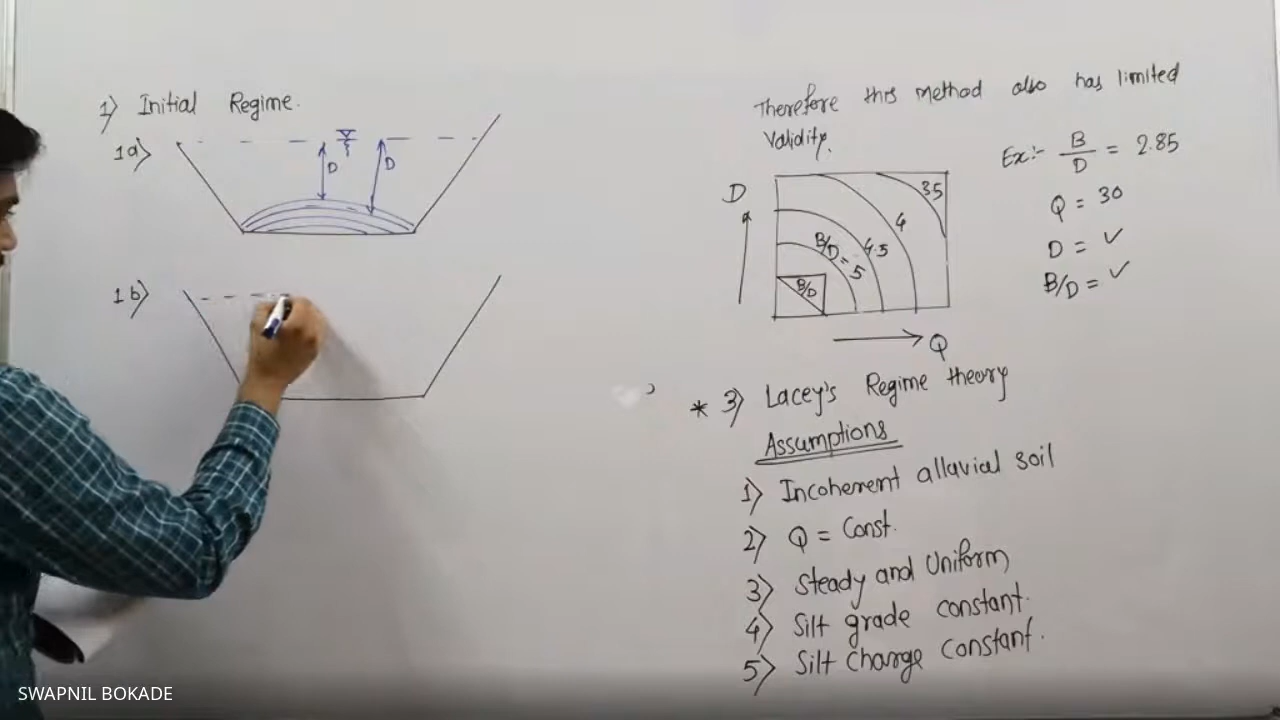 1) Initial Regime.
1a)
D
D
1b)
Therefore this method also has limited
Validity.
Ex:- B/D = 2.85
Q = 30
D = ✓
B/D = ✓
D
3.5
4
4.5
B/D = 5
B/D
Q
* 3) Lacey's Regime theory
Assumptions
1) Incoherent alluvial soil
2) Q = Const.
3) Steady and Uniform
4) Silt grade constant.
5) Silt Charge constant.
SWAPNIL BOKADE